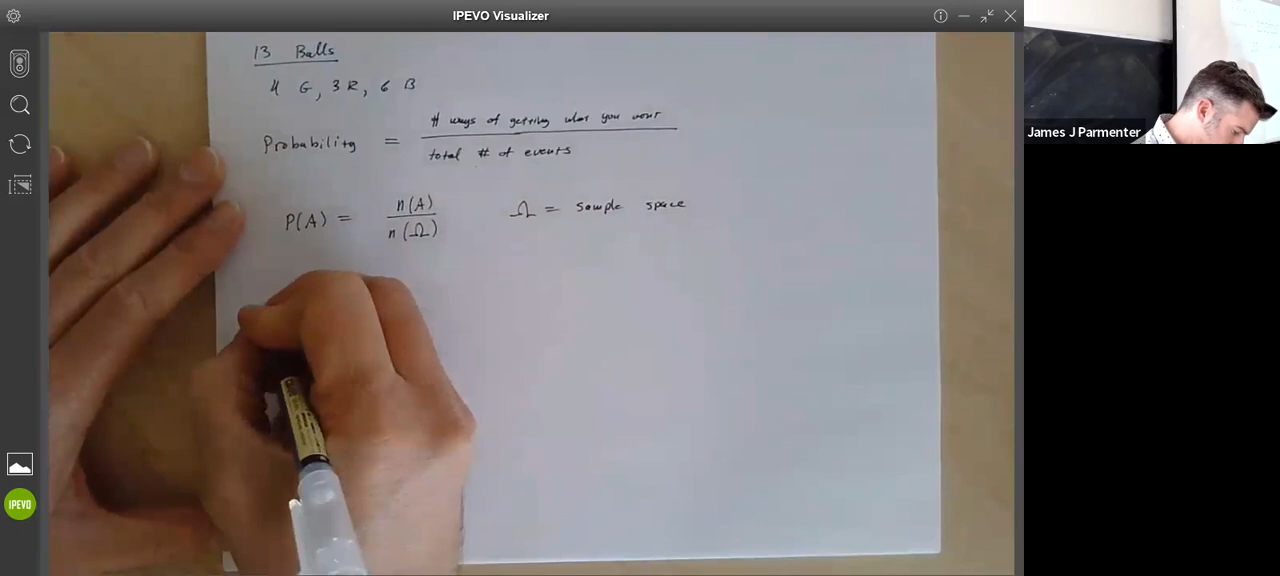 IPEVO Visualizer
13 Balls
4 G, 3 R, 6 B
Probability = # ways of getting what you want
total # of events
P(A) = n(A) / n(Ω)
Ω = sample space
James J Parmenter
IPEVO